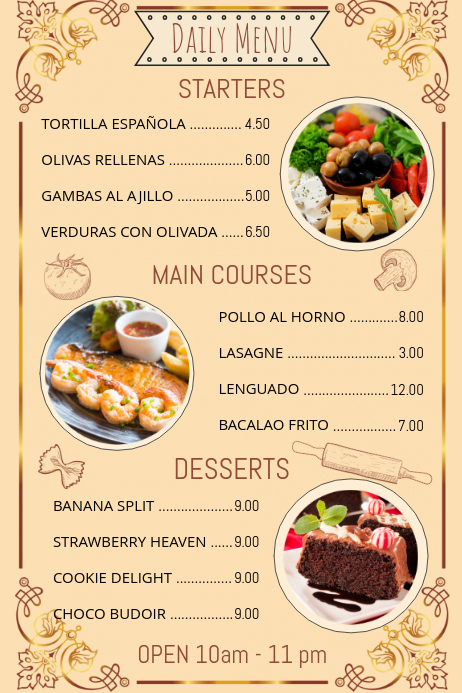 DAILY MENU
STARTERS
TORTILLA ESPAÑOLA .............. 4.50
OLIVAS RELLENAS ....................6.00
GAMBAS AL AJILLO ..................5.00
VERDURAS CON OLIVADA ......6.50
MAIN COURSES
POLLO AL HORNO .............8.00
LASAGNE ............................. 3.00
LENGUADO .......................12.00
BACALAO FRITO .................7.00
DESSERTS
BANANA SPLIT ....................9.00
STRAWBERRY HEAVEN ......9.00
COOKIE DELIGHT ...............9.00
CHOCO BUDOIR .................9.00
OPEN 10am - 11 pm